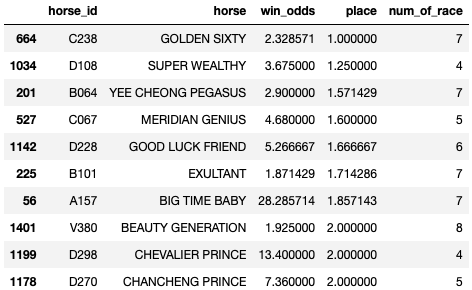 horse_id horse win_odds place num_of_race
664 C238 GOLDEN SIXTY 2.328571 1.000000 7
1034 D108 SUPER WEALTHY 3.675000 1.250000 4
201 B064 YEE CHEONG PEGASUS 2.900000 1.571429 7
527 C067 MERIDIAN GENIUS 4.680000 1.600000 5
1142 D228 GOOD LUCK FRIEND 5.266667 1.666667 6
225 B101 EXULTANT 1.871429 1.714286 7
56 A157 BIG TIME BABY 28.285714 1.857143 7
1401 V380 BEAUTY GENERATION 1.925000 2.000000 8
1199 D298 CHEVALIER PRINCE 13.400000 2.000000 4
1178 D270 CHANCHENG PRINCE 7.360000 2.000000 5